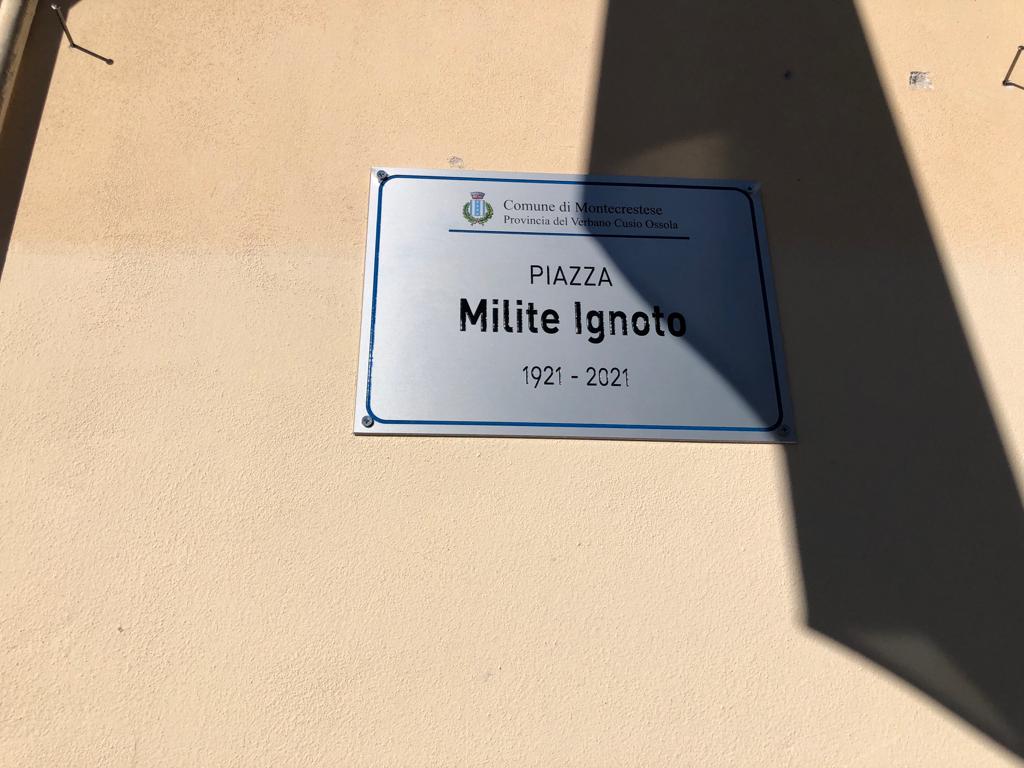 Comune di Montecrestese
Provincia del Verbano Cusio Ossola
PIAZZA
Milite Ignoto
1921 - 2021